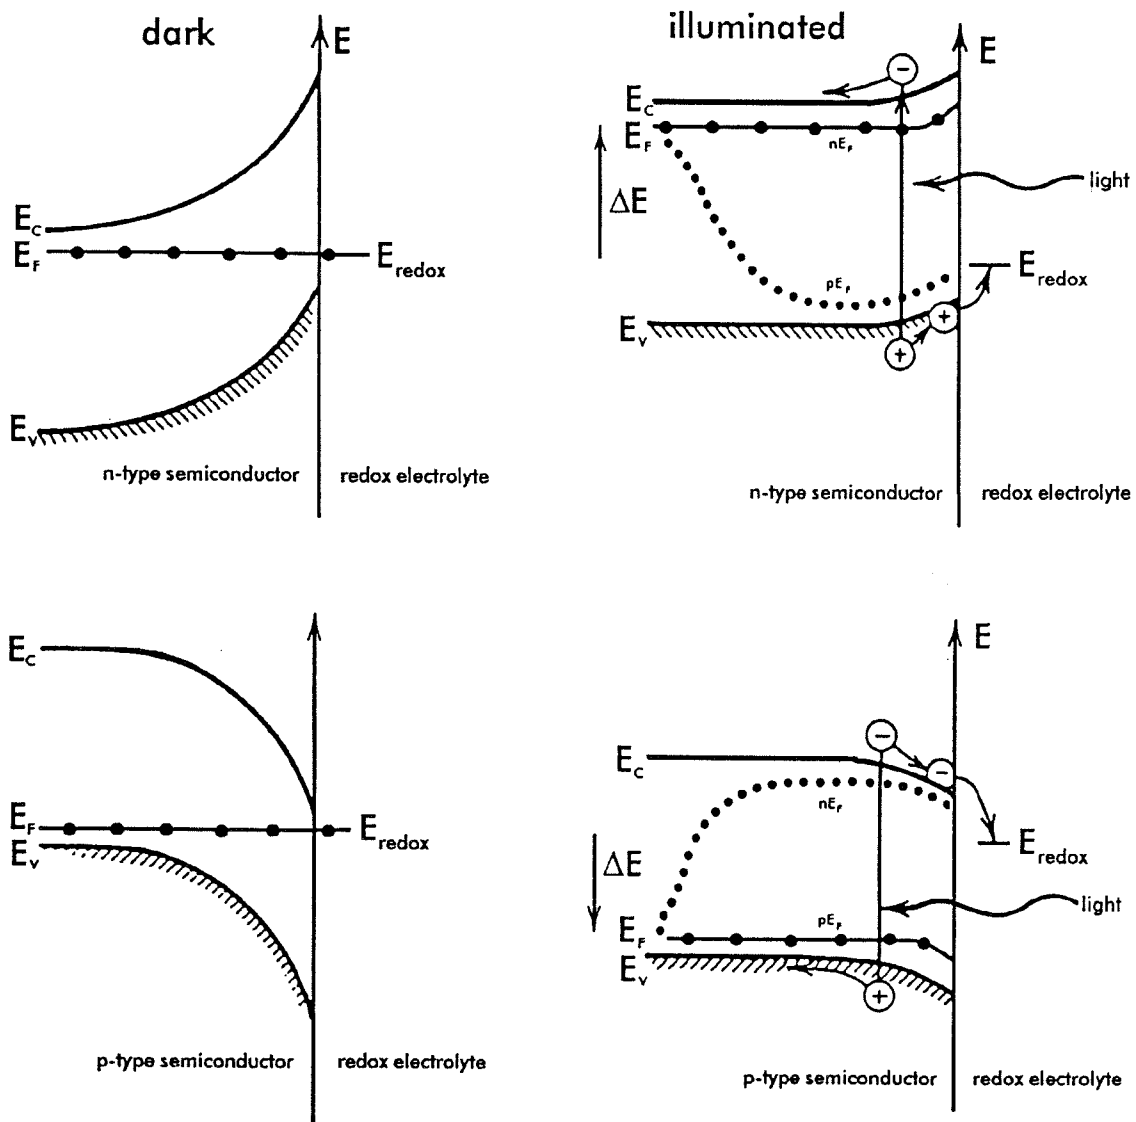 dark
E
E_C
E_F
E_redox
E_V
n-type semiconductor
redox electrolyte
illuminated
E
−
E_C
E_F
nE_F
light
ΔE
E_redox
pE_F
+
E_V
+
n-type semiconductor
redox electrolyte
E_C
E_F
E_redox
E_V
p-type semiconductor
redox electrolyte
E
−
E_C
−
nE_F
E_redox
ΔE
light
pE_F
E_F
E_V
+
p-type semiconductor
redox electrolyte